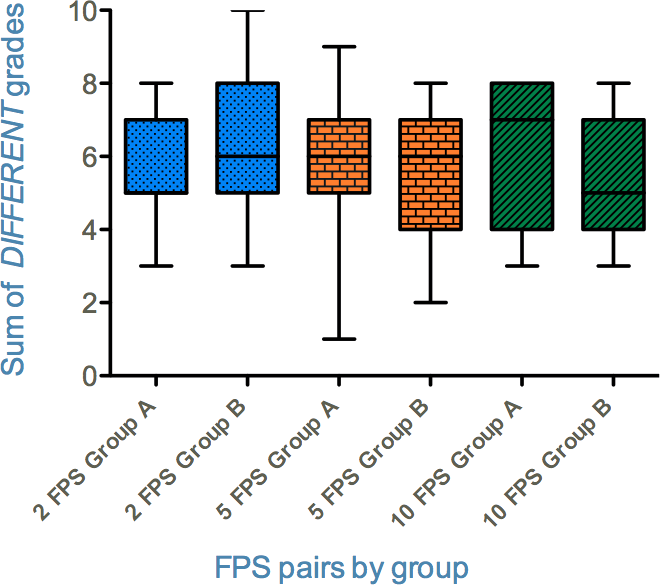 Sum of DIFFERENT grades
10
8
6
4
2
0
2 FPS Group A
2 FPS Group B
5 FPS Group A
5 FPS Group B
10 FPS Group A
10 FPS Group B
FPS pairs by group